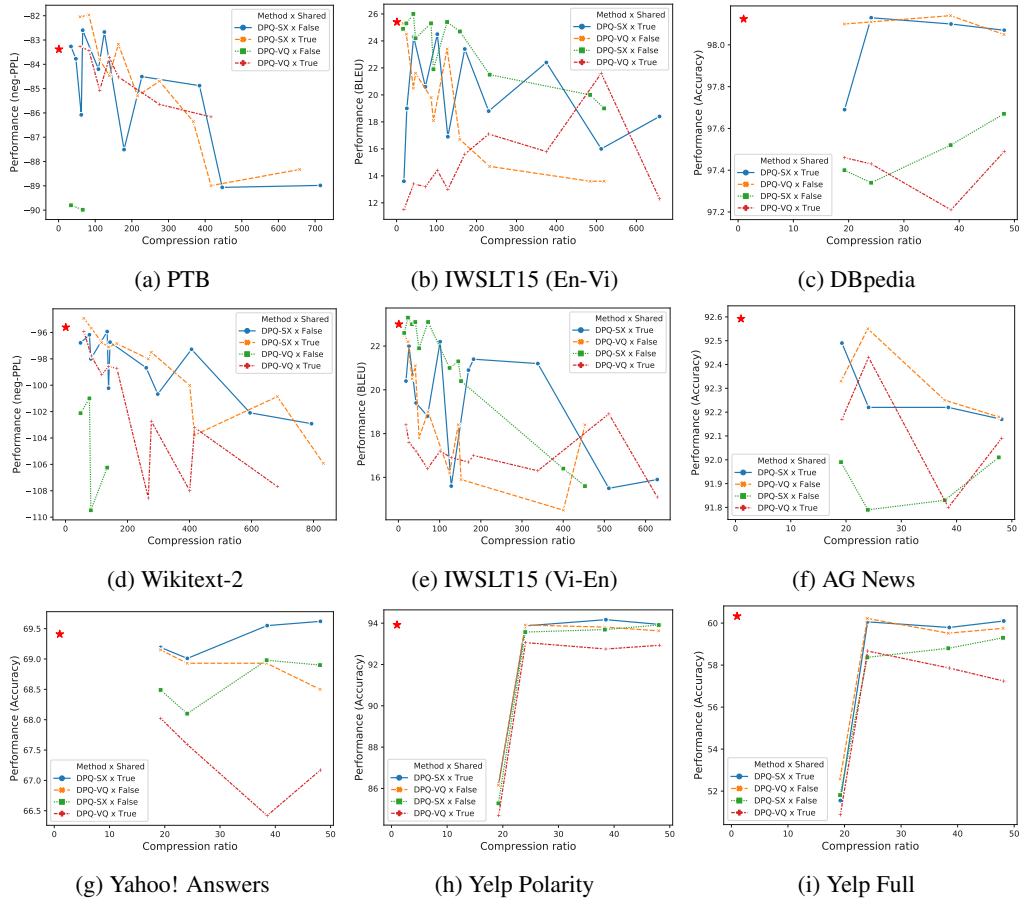 −82
−83
−84
−85
−86
−87
−88
−89
−90
Performance (neg-PPL)
0 100 200 300 400 500 600 700
Compression ratio
Method x Shared
DPQ-SX x False
DPQ-SX x True
DPQ-VQ x False
DPQ-VQ x True
(a) PTB
26
24
22
20
18
16
14
12
Performance (BLEU)
0 100 200 300 400 500 600
Compression ratio
Method x Shared
DPQ-SX x True
DPQ-VQ x False
DPQ-SX x False
DPQ-VQ x True
(b) IWSLT15 (En-Vi)
98.0
97.8
97.6
97.4
97.2
Performance (Accuracy)
0 10 20 30 40 50
Compression ratio
Method x Shared
DPQ-SX x True
DPQ-VQ x False
DPQ-SX x False
DPQ-VQ x True
(c) DBpedia
−96
−98
−100
−102
−104
−106
−108
−110
Performance (neg-PPL)
0 200 400 600 800
Compression ratio
Method x Shared
DPQ-SX x False
DPQ-SX x True
DPQ-VQ x False
DPQ-VQ x True
(d) Wikitext-2
22
20
18
16
Performance (BLEU)
0 100 200 300 400 500 600
Compression ratio
Method x Shared
DPQ-SX x True
DPQ-VQ x False
DPQ-SX x False
DPQ-VQ x True
(e) IWSLT15 (Vi-En)
92.6
92.5
92.4
92.3
92.2
92.1
92.0
91.9
91.8
Performance (Accuracy)
0 10 20 30 40 50
Compression ratio
Method x Shared
DPQ-SX x True
DPQ-VQ x False
DPQ-SX x False
DPQ-VQ x True
(f) AG News
69.5
69.0
68.5
68.0
67.5
67.0
66.5
Performance (Accuracy)
0 10 20 30 40 50
Compression ratio
Method x Shared
DPQ-SX x True
DPQ-VQ x False
DPQ-SX x False
DPQ-VQ x True
(g) Yahoo! Answers
94
92
90
88
86
Performance (Accuracy)
0 10 20 30 40 50
Compression ratio
Method x Shared
DPQ-SX x True
DPQ-VQ x False
DPQ-SX x False
DPQ-VQ x True
(h) Yelp Polarity
60
58
56
54
52
Performance (Accuracy)
0 10 20 30 40 50
Compression ratio
Method x Shared
DPQ-SX x True
DPQ-VQ x False
DPQ-SX x False
DPQ-VQ x True
(i) Yelp Full